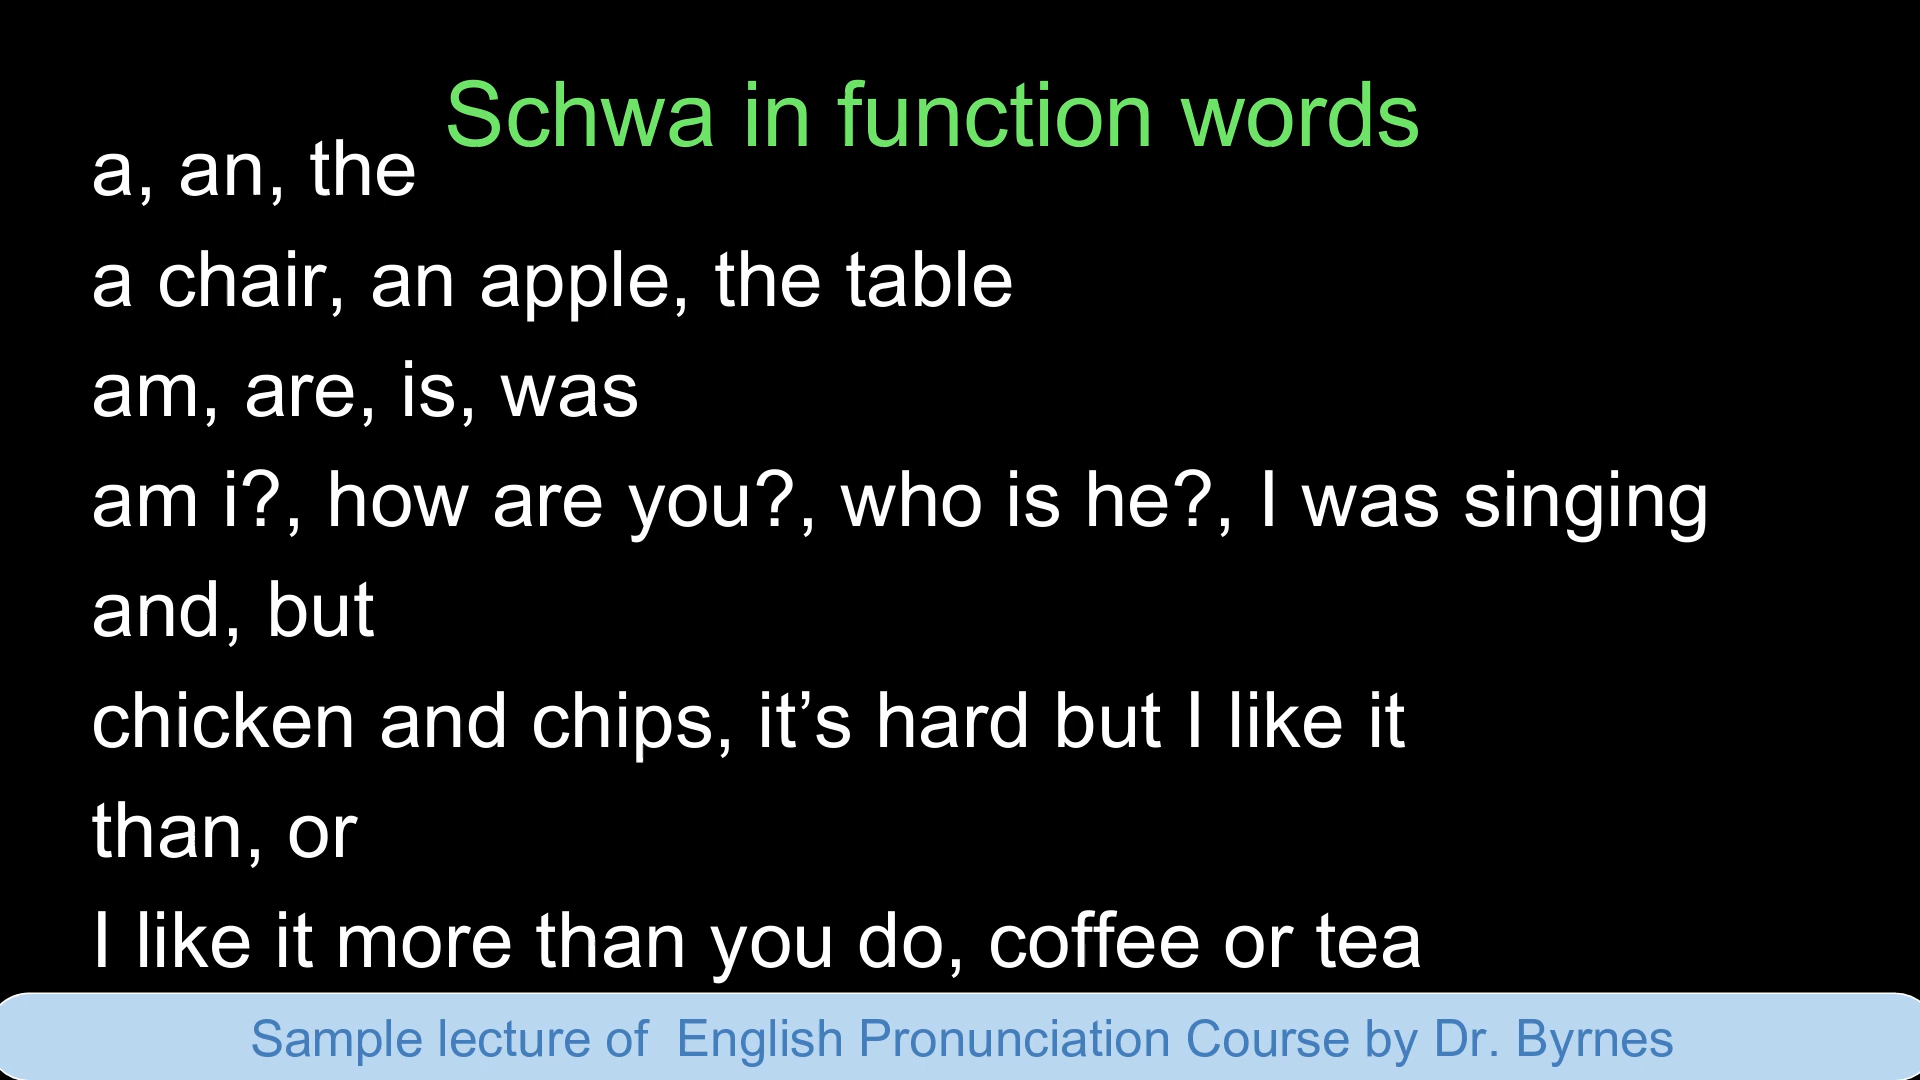 Schwa in function words
a, an, the
a chair, an apple, the table
am, are, is, was
am i?, how are you?, who is he?, I was singing
and, but
chicken and chips, it’s hard but I like it
than, or
I like it more than you do, coffee or tea
Sample lecture of  English Pronunciation Course by Dr. Byrnes